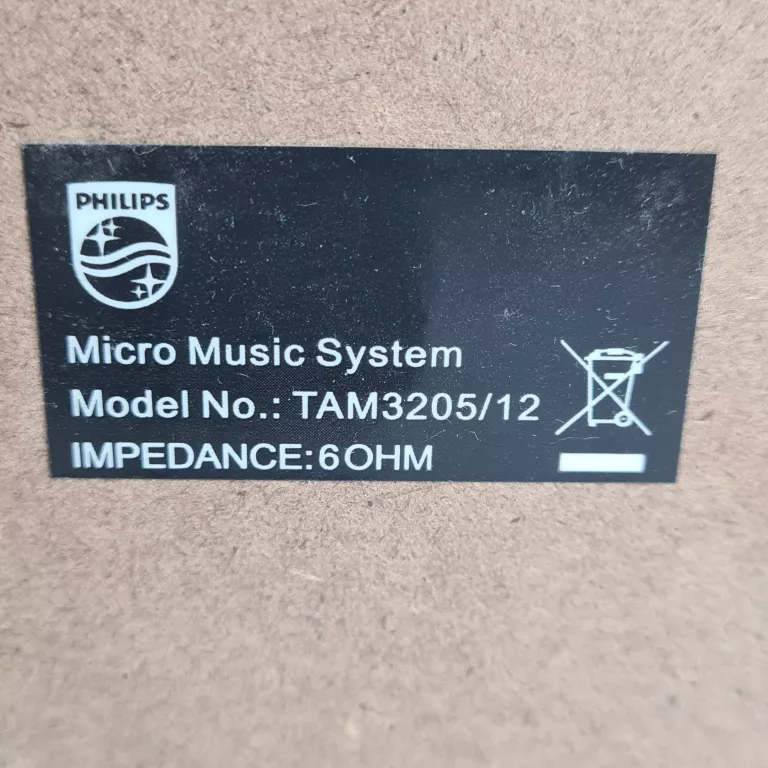 PHILIPS
Micro Music System
Model No.: TAM3205/12
IMPEDANCE:6OHM